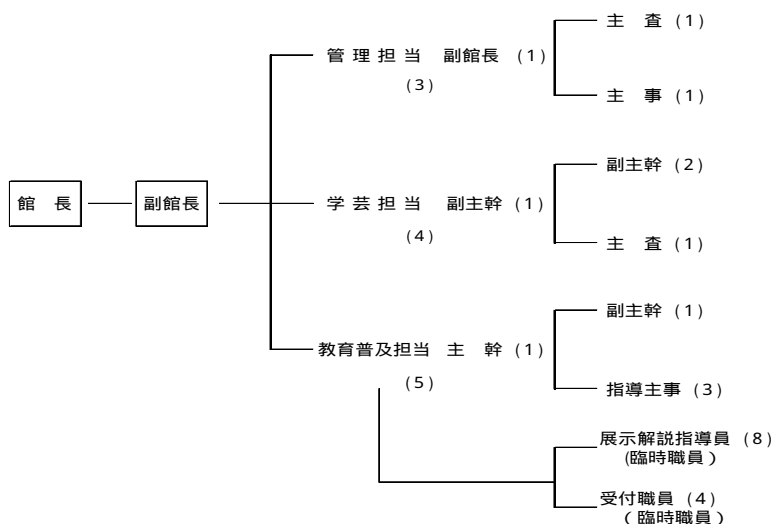 主　査 (1)
管 理 担 当　副館長 (1)
(3)
主　事 (1)
副主幹 (2)
館　長
副館長
学 芸 担 当　副主幹 (1)
(4)
主　査 (1)
副主幹 (1)
教育普及担当　主　幹 (1)
(5)
指導主事 (3)
展示解説指導員 (8)
(臨時職員)
受付職員 (4)
(臨時職員)